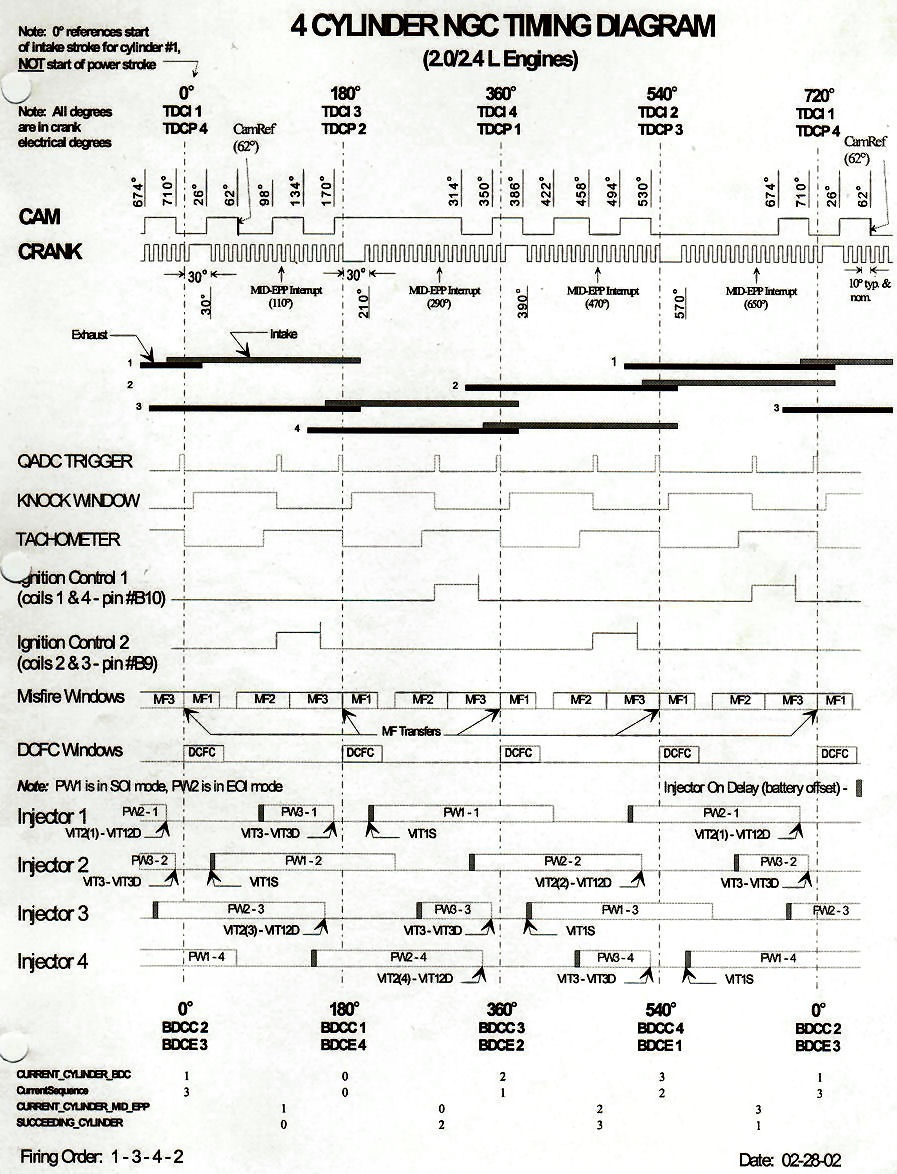 4 CYLINDER NGC TIMING DIAGRAM
(2.0/2.4 L Engines)
Note: 0° references start
of intake stroke for cylinder #1,
NOT start of power stroke
Note: All degrees
are in crank
electrical degrees
0° 180° 360° 540° 720°
TDCI 1 TDCI 3 TDCI 4 TDCI 2 TDCI 1
TDCP 4 TDCP 2 TDCP 1 TDCP 3 TDCP 4
CamRef
(62°)
CamRef
(62°)
674° 710° 26° 62° 98° 134° 170° 314° 350° 386° 422° 458° 494° 530° 674° 710° 26° 62°
CAM
CRANK
30° 30°
MID-EPP Interrupt
(110°)
MID-EPP Interrupt
(290°)
MID-EPP Interrupt
(470°)
MID-EPP Interrupt
(650°)
10° typ. &
nom.
30° 210° 390° 570°
Exhaust Intake
1 1
2 2
3 3
4
QADC TRIGGER
KNOCK WINDOW
TACHOMETER
Ignition Control 1
(coils 1 & 4 - pin #B10)
Ignition Control 2
(coils 2 & 3 - pin #B9)
Misfire Windows MF3 MF1 MF2 MF3 MF1 MF2 MF3 MF1 MF2 MF3 MF1 MF2 MF3 MF1
MF Transfers
DCFC Windows DCFC DCFC DCFC DCFC DCFC
Note: PW1 is in SOI mode, PW2 is in EOI mode Injector On Delay (battery offset) -
Injector 1 PW2 - 1 PW3 - 1 PW1 - 1 PW2 - 1
VIT2(1) - VIT12D VIT3 - VIT3D VIT1S VIT2(1) - VIT12D
Injector 2 PW3 - 2 PW1 - 2 PW2 - 2 PW3 - 2
VIT3 - VIT3D VIT1S VIT2(2) - VIT12D VIT3 - VIT3D
Injector 3 PW2 - 3 PW3 - 3 PW1 - 3 PW2 - 3
VIT2(3) - VIT12D VIT3 - VIT3D VIT1S
Injector 4 PW1 - 4 PW2 - 4 PW3 - 4 PW1 - 4
VIT2(4) - VIT12D VIT3 - VIT3D VIT1S
0° 180° 360° 540° 0°
BDCC 2 BDCC 1 BDCC 3 BDCC 4 BDCC 2
BDCE 3 BDCE 4 BDCE 2 BDCE 1 BDCE 3
CURRENT_CYLINDER_BDC 1 0 2 3 1
CurrentSequence 3 0 1 2 3
CURRENT_CYLINDER_MID_EPP 1 0 2 3
SUCCEEDING_CYLINDER 0 2 3 1
Firing Order: 1 - 3 - 4 - 2 Date: 02-28-02